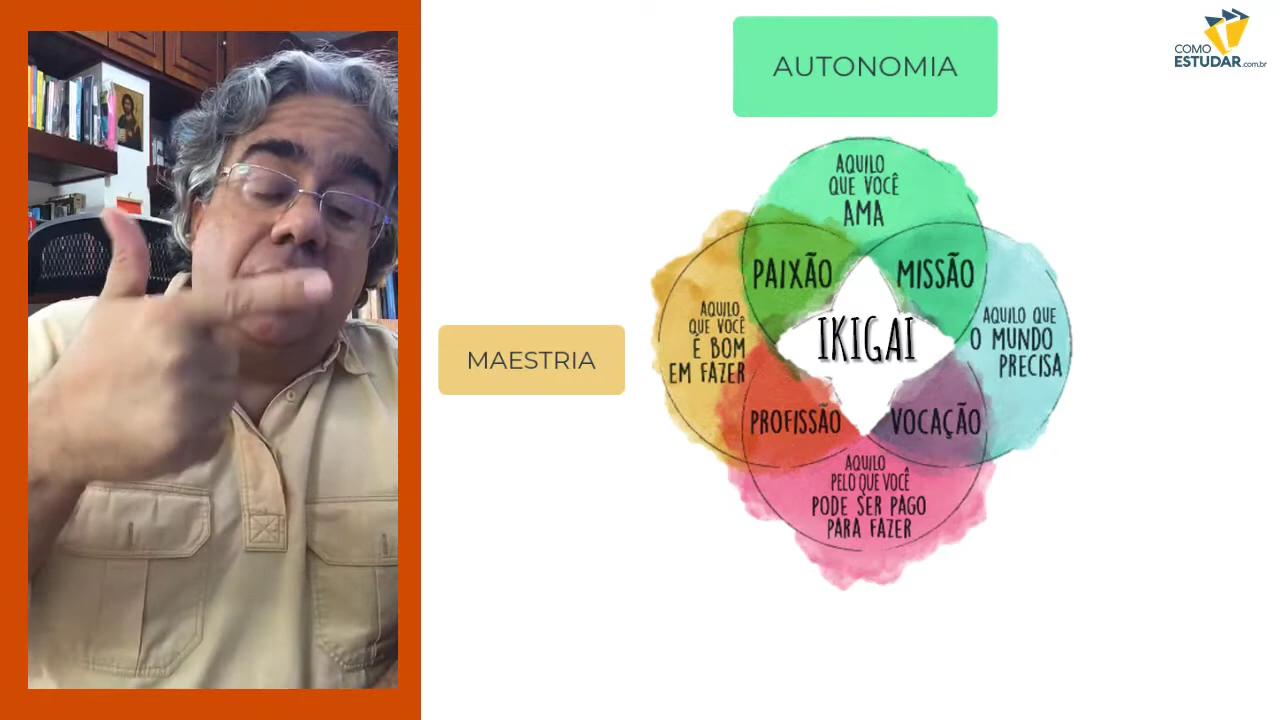 AUTONOMIA
COMO
ESTUDAR.com.br
AQUILO
QUE VOCÊ
AMA
PAIXÃO
MISSÃO
AQUILO
QUE VOCÊ
É BOM
EM FAZER
IKIGAI
AQUILO QUE
O MUNDO
PRECISA
MAESTRIA
PROFISSÃO
VOCAÇÃO
AQUILO
PELO QUE VOCÊ
PODE SER PAGO
PARA FAZER